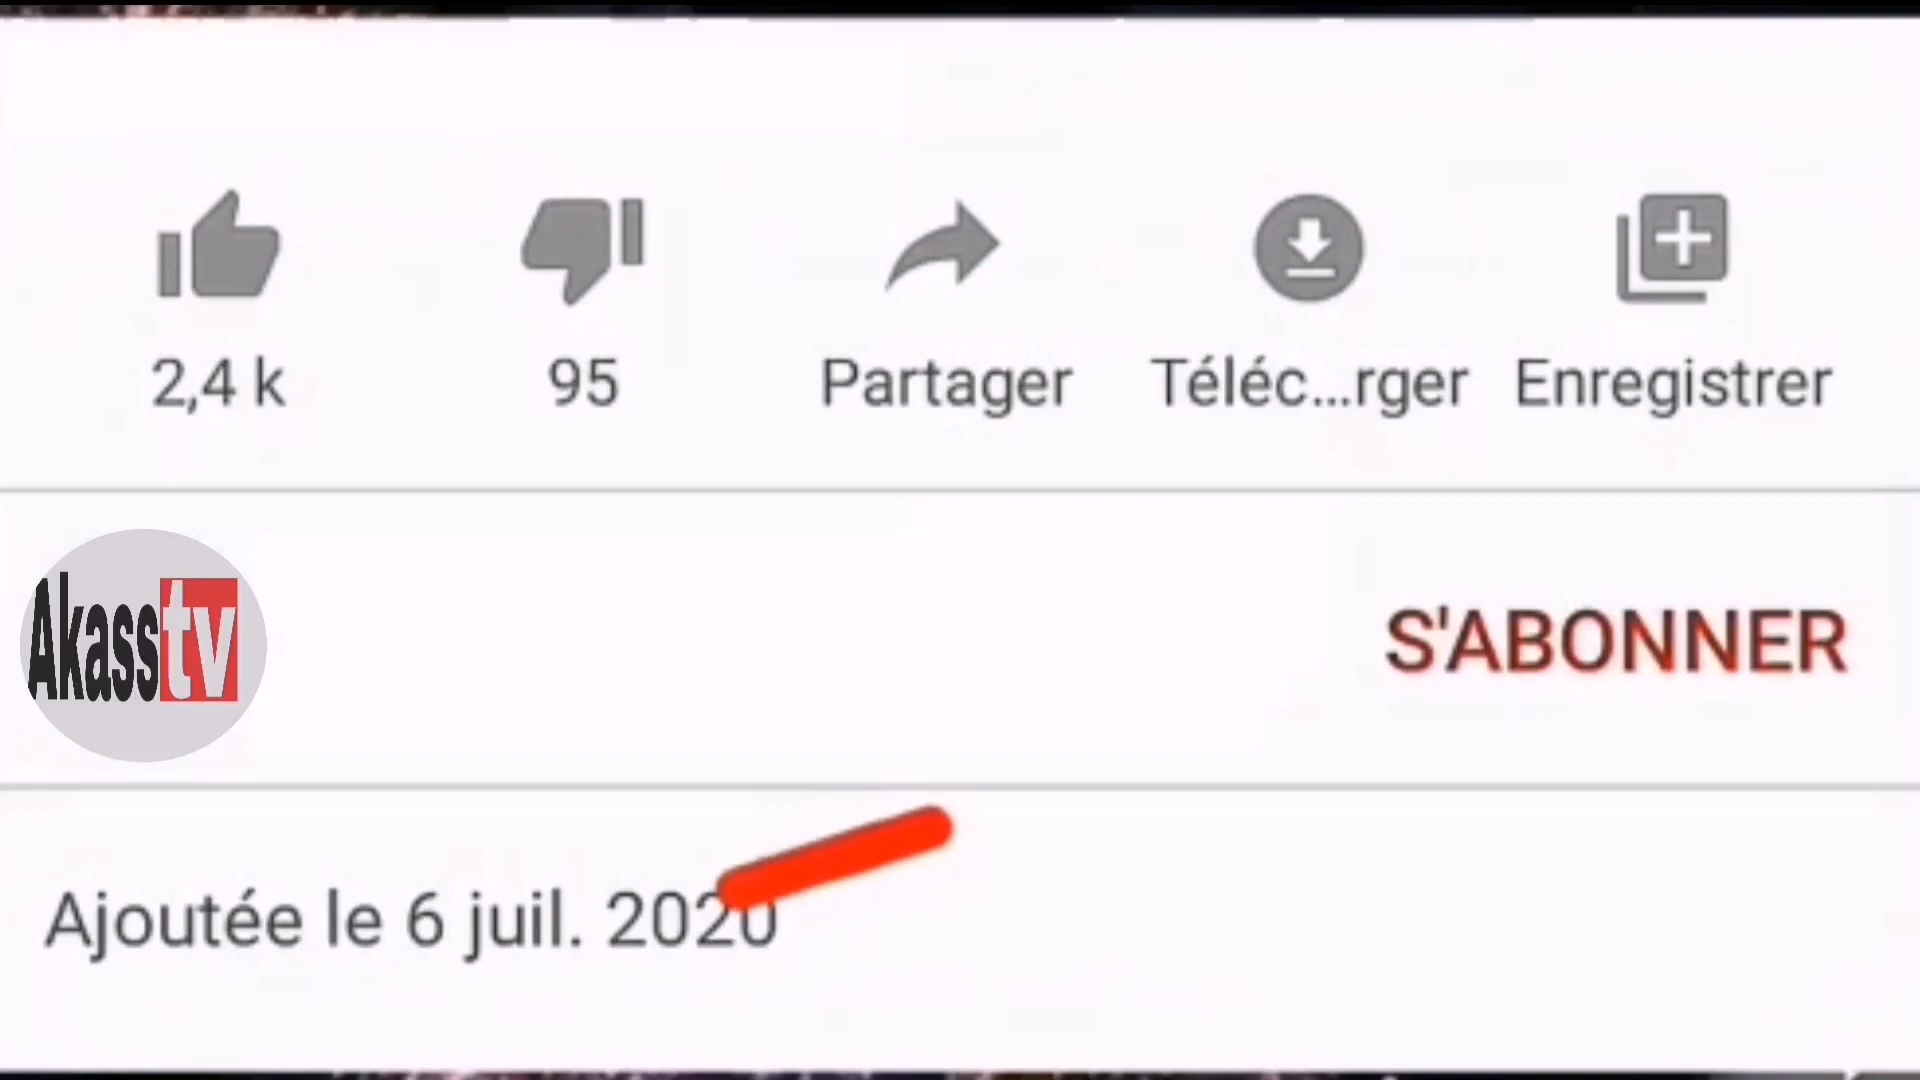 2,4 k 95 Partager Téléc...rger Enregistrer
Akasstv S'ABONNER
Ajoutée le 6 juil. 2020